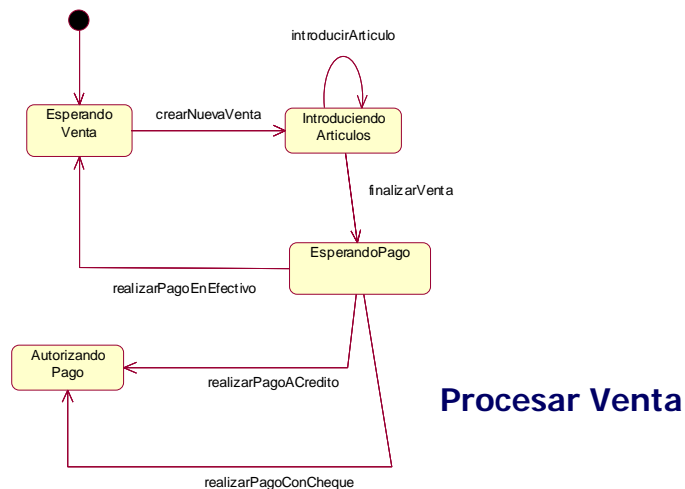 introducirArticulo
Esperando
Venta
crearNuevaVenta
Introduciendo
Articulos
finalizarVenta
EsperandoPago
realizarPagoEnEfectivo
Autorizando
Pago
realizarPagoACredito
Procesar Venta
realizarPagoConCheque